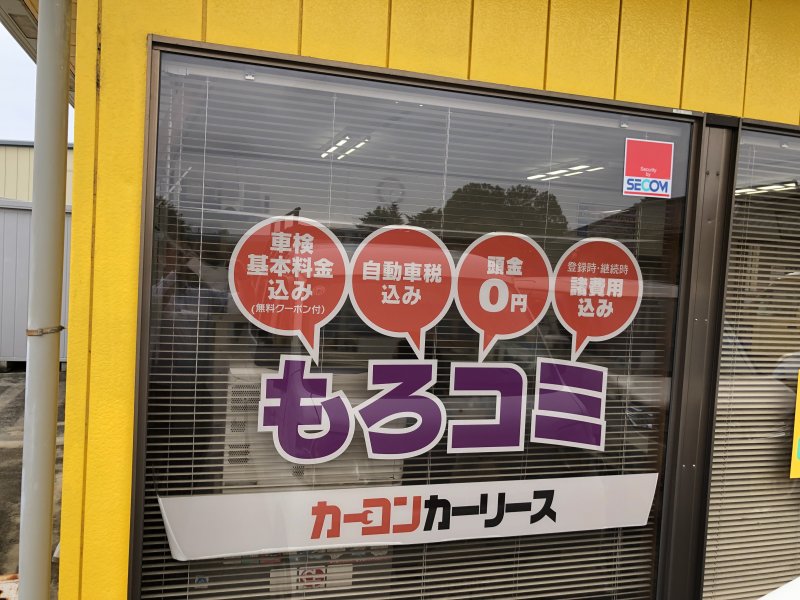 Security
by
SECOM
車検
基本料金
込み
(無料クーポン付)
自動車税
込み
頭金
0円
登録時・継続時
諸費用
込み
もろコミ
カーコンカーリース